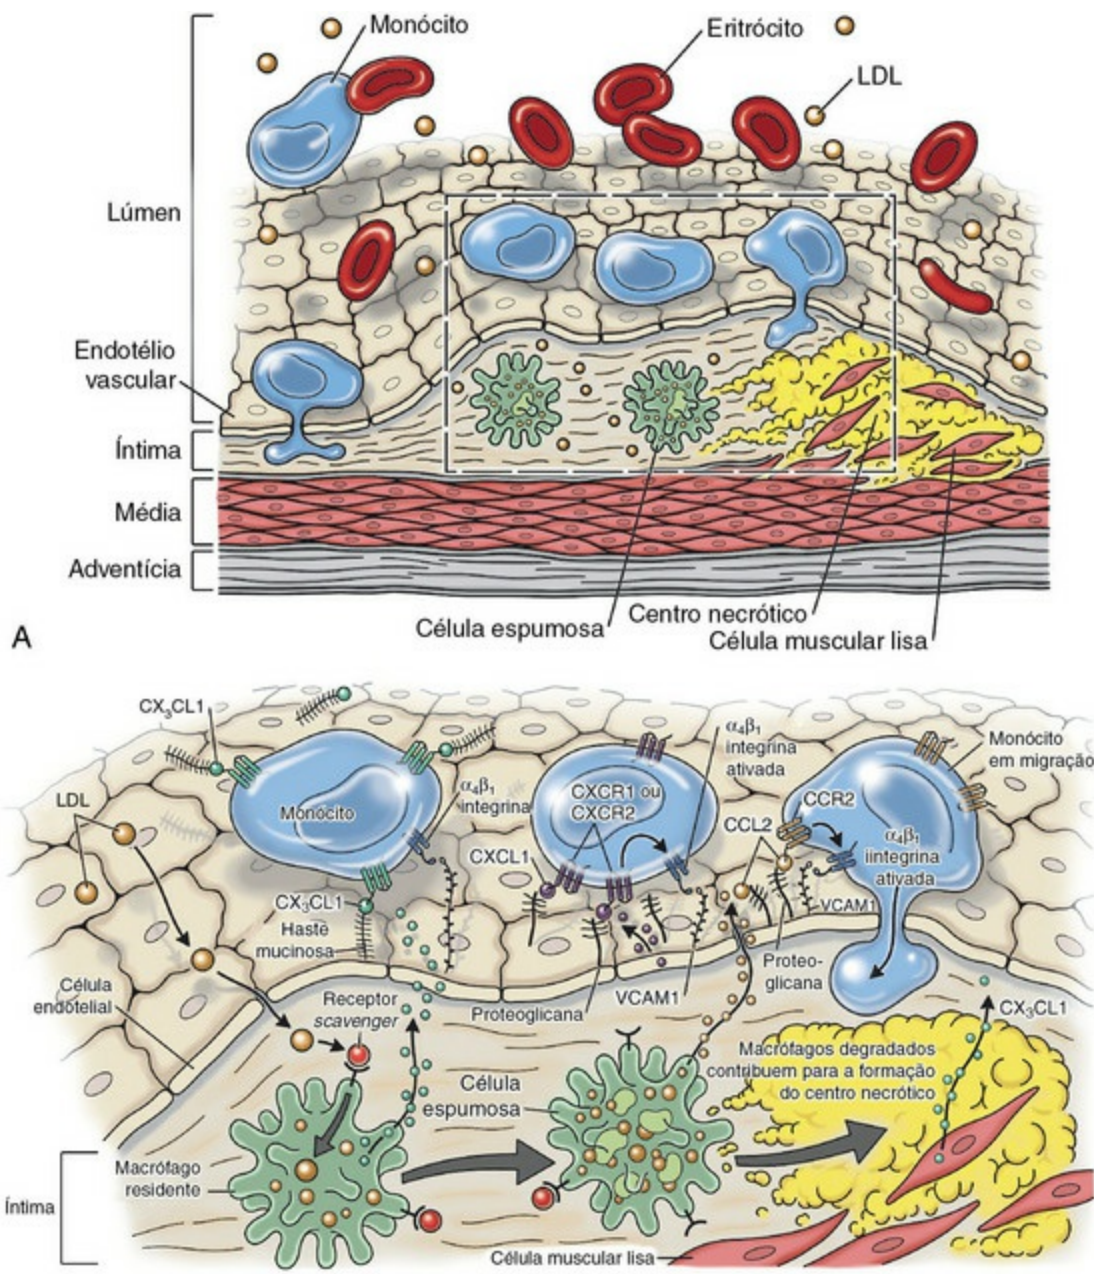 Monócito
Eritrócito
LDL
Lúmen
Endotélio
vascular
Íntima
Média
Adventícia
Célula espumosa
Centro necrótico
Célula muscular lisa
A
CX₃CL1
LDL
Monócito
α₄β₁
integrina
CX₃CL1
Haste
mucinosa
CXCR1 ou
CXCR2
CXCL1
α₄β₁
integrina
ativada
CCL2
CCR2
α₄β₁
iintegrina
ativada
Monócito
em migração
VCAM1
Célula
endotelial
Receptor
scavenger
Proteoglicana
VCAM1
Proteo-
glicana
CX₃CL1
Célula
espumosa
Macrófagos degradados
contribuem para a formação
do centro necrótico
Macrófago
residente
Íntima
Célula muscular lisa